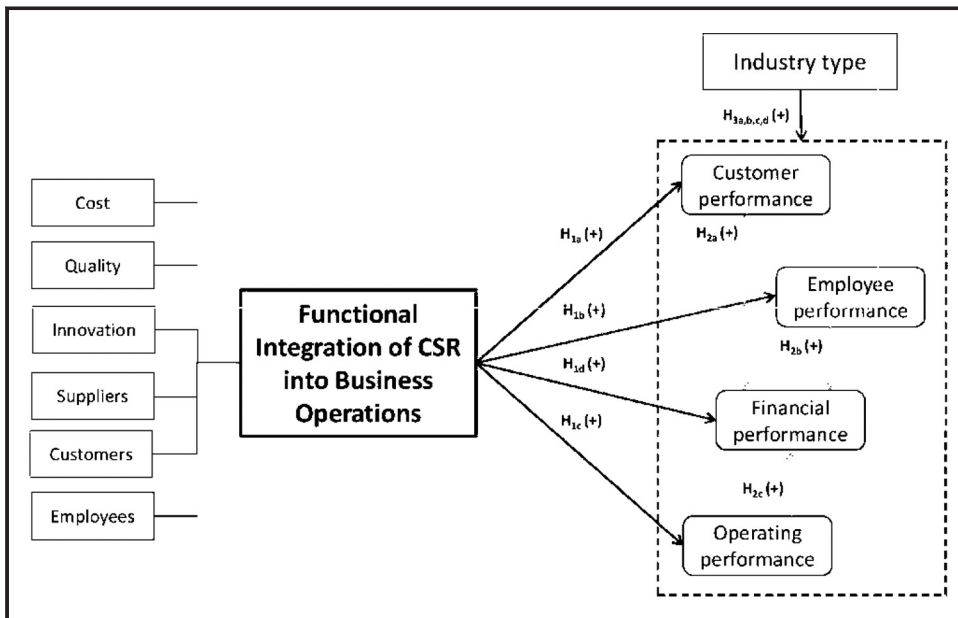 Industry type
H3a,b,c,d (+)
Cost
Quality
Innovation
Suppliers
Customers
Employees
Functional
Integration of CSR
into Business
Operations
H1a (+)
H1b (+)
H1d (+)
H1c (+)
Customer
performance
H2a (+)
Employee
performance
H2b (+)
Financial
performance
H2c (+)
Operating
performance